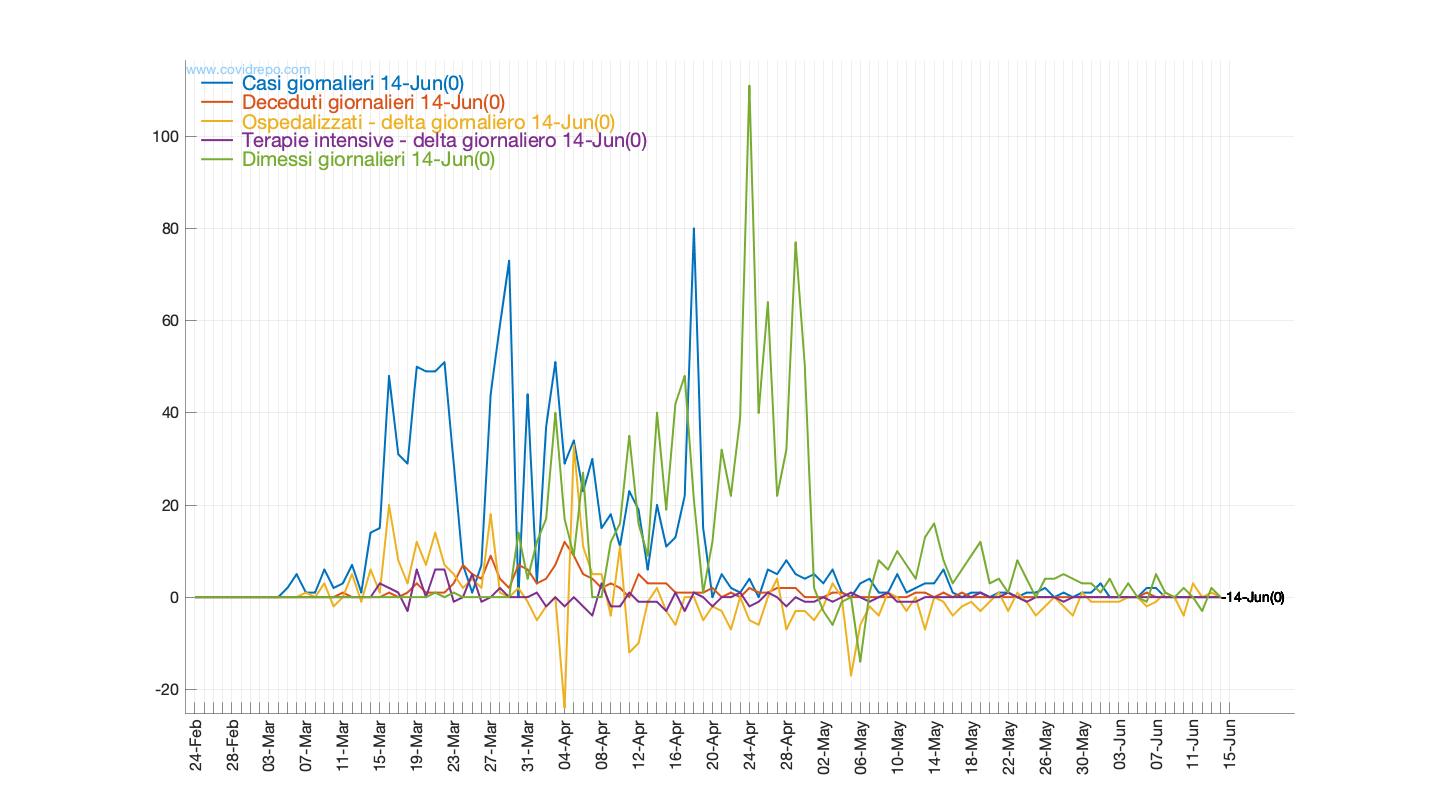 www.covidrepo.com
Casi giornalieri 14-Jun(0)
Deceduti giornalieri 14-Jun(0)
Ospedalizzati - delta giornaliero 14-Jun(0)
Terapie intensive - delta giornaliero 14-Jun(0)
Dimessi giornalieri 14-Jun(0)
100
80
60
40
20
0
-20
-14-Jun(0)
24-Feb
28-Feb
03-Mar
07-Mar
11-Mar
15-Mar
19-Mar
23-Mar
27-Mar
31-Mar
04-Apr
08-Apr
12-Apr
16-Apr
20-Apr
24-Apr
28-Apr
02-May
06-May
10-May
14-May
18-May
22-May
26-May
30-May
03-Jun
07-Jun
11-Jun
15-Jun